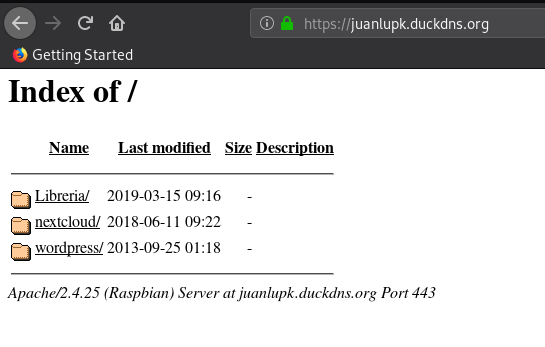 https://juanlupk.duckdns.org
Getting Started
Index of /
Name Last modified Size Description
Libreria/ 2019-03-15 09:16 -
nextcloud/ 2018-06-11 09:22 -
wordpress/ 2013-09-25 01:18 -
Apache/2.4.25 (Raspbian) Server at juanlupk.duckdns.org Port 443